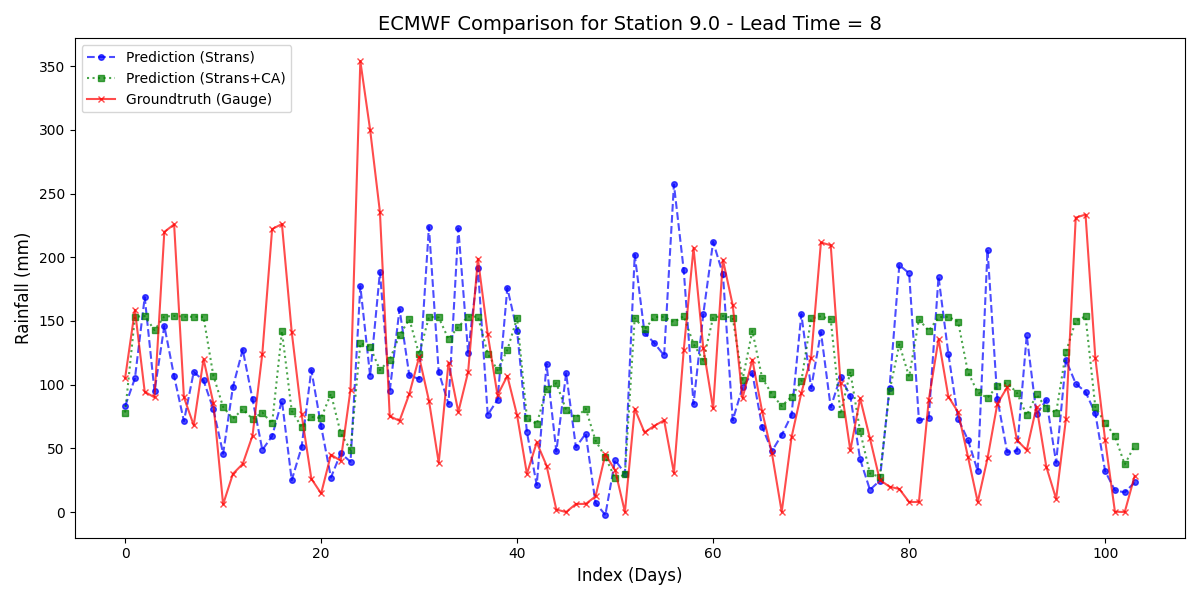 ECMWF Comparison for Station 9.0 - Lead Time = 8
Prediction (Strans)
Prediction (Strans+CA)
Groundtruth (Gauge)
Rainfall (mm)
350
300
250
200
150
100
50
0
0 20 40 60 80 100
Index (Days)